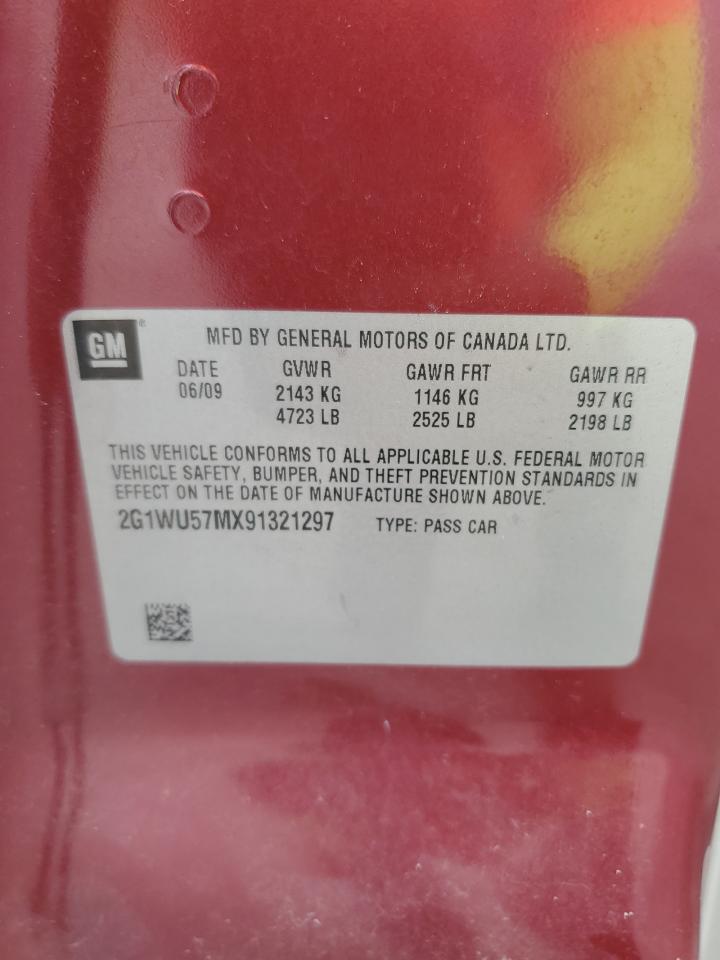 GM®
MFD BY GENERAL MOTORS OF CANADA LTD.
DATE GVWR GAWR FRT GAWR RR
06/09 2143 KG 1146 KG 997 KG
4723 LB 2525 LB 2198 LB
THIS VEHICLE CONFORMS TO ALL APPLICABLE U.S. FEDERAL MOTOR
VEHICLE SAFETY, BUMPER, AND THEFT PREVENTION STANDARDS IN
EFFECT ON THE DATE OF MANUFACTURE SHOWN ABOVE.
2G1WU57MX91321297 TYPE: PASS CAR